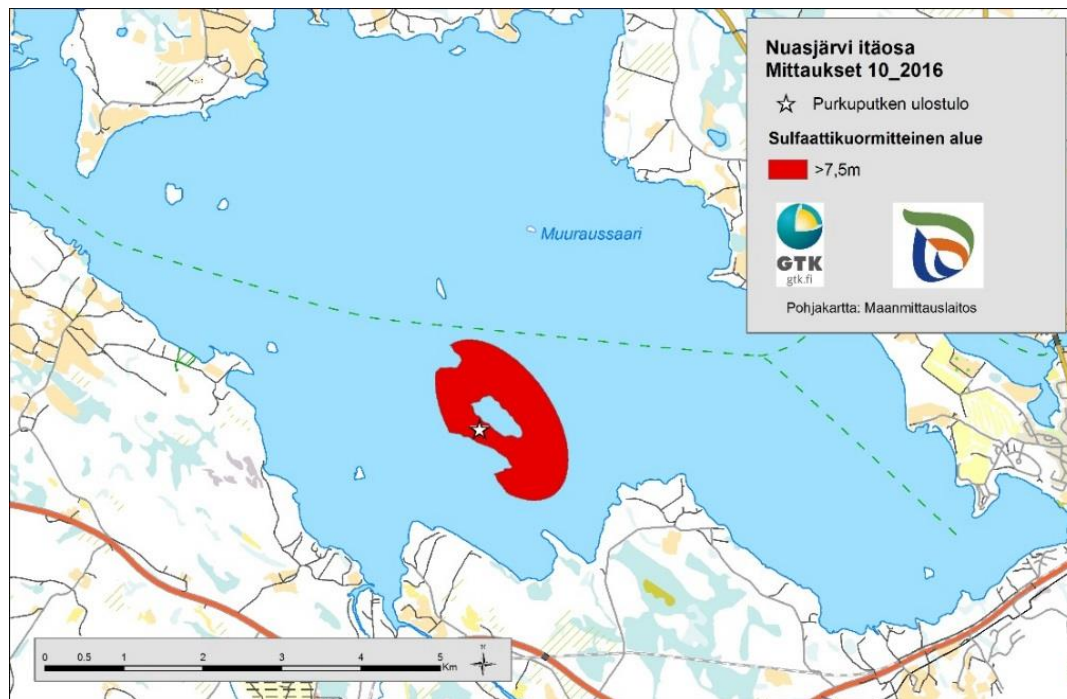 Nuasjärvi itäosa
Mittaukset 10_2016
Purkuputken ulostulo
Sulfaattikuormitteinen alue
>7,5m
GTK
gtk.fi
Pohjakartta: Maanmittauslaitos
Muuraussaari
0 0.5 1 2 3 4 5
Km